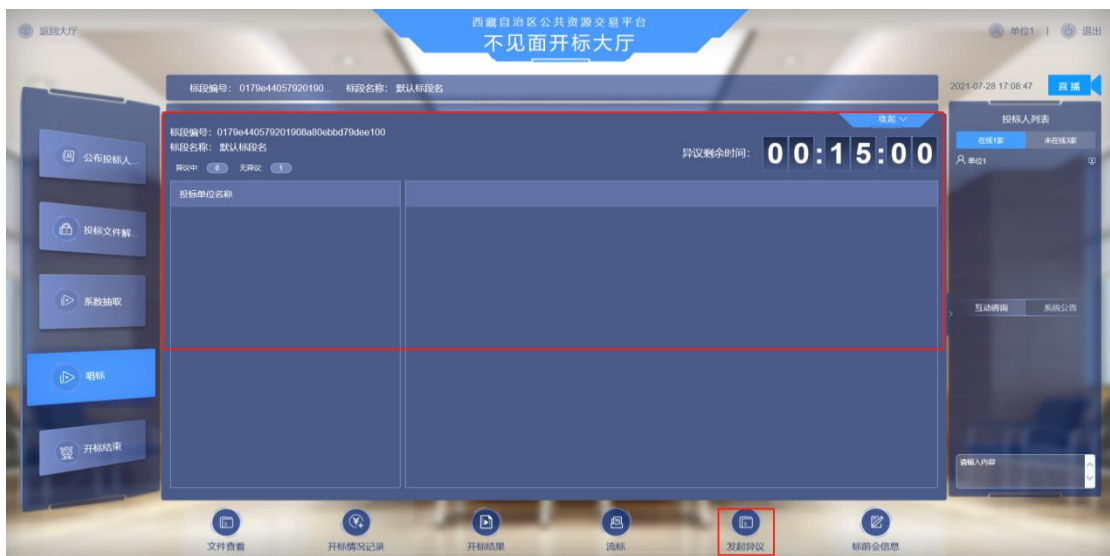 返回大厅
西藏自治区公共资源交易平台
不见面开标大厅
单位1 | 退出
标段编号: 0179e44057920190... 标段名称: 默认标段名
2021-07-28 17:08:47 直播
收起
标段编号: 0179e440579201908a80ebbd79dee100
标段名称: 默认标段名
异议中: 0 无异议: 1
异议剩余时间: 00:15:00
投标单位名称
公布投标人...
投标文件解...
系数抽取
唱标
开标结束
投标人列表
在线1家 未在线3家
单位1
互动咨询 系统公告
请输入内容
文件查看
开标情况记录
开标结果
流标
发起异议
标前会信息